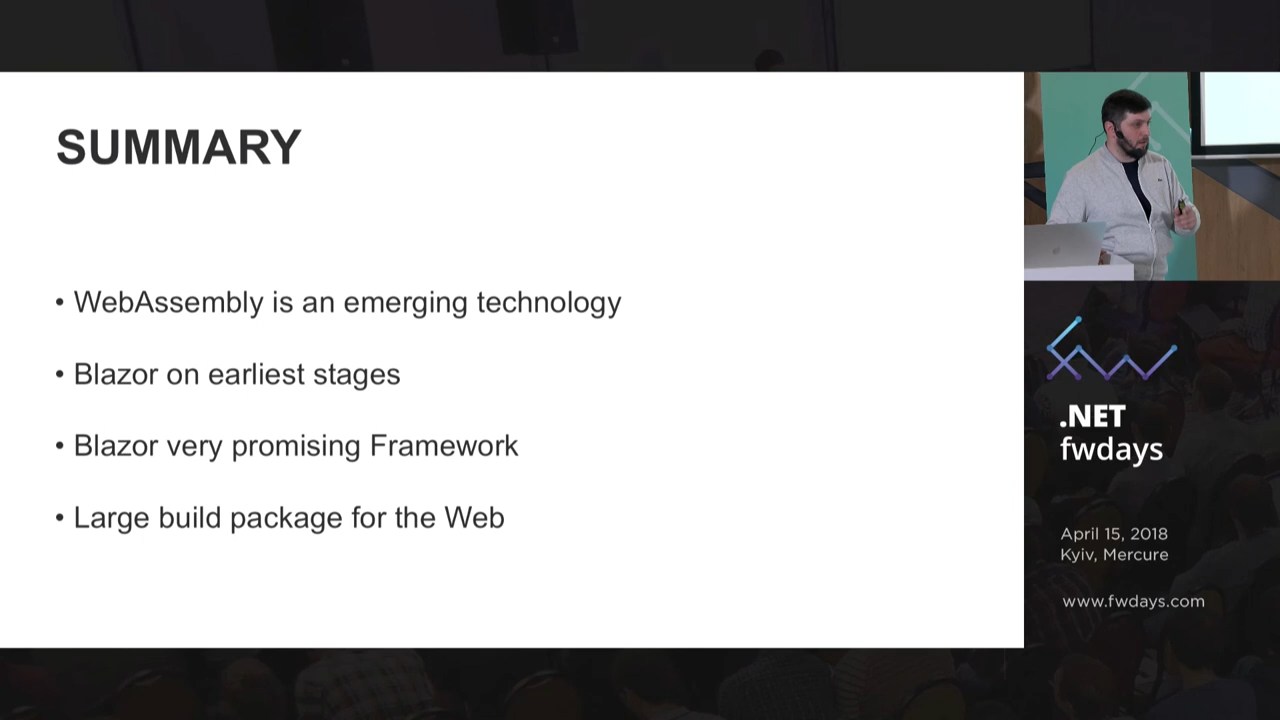 SUMMARY
• WebAssembly is an emerging technology
• Blazor on earliest stages
• Blazor very promising Framework
• Large build package for the Web
fw
.NET
fwdays
April 15, 2018
Kyiv, Mercure
www.fwdays.com